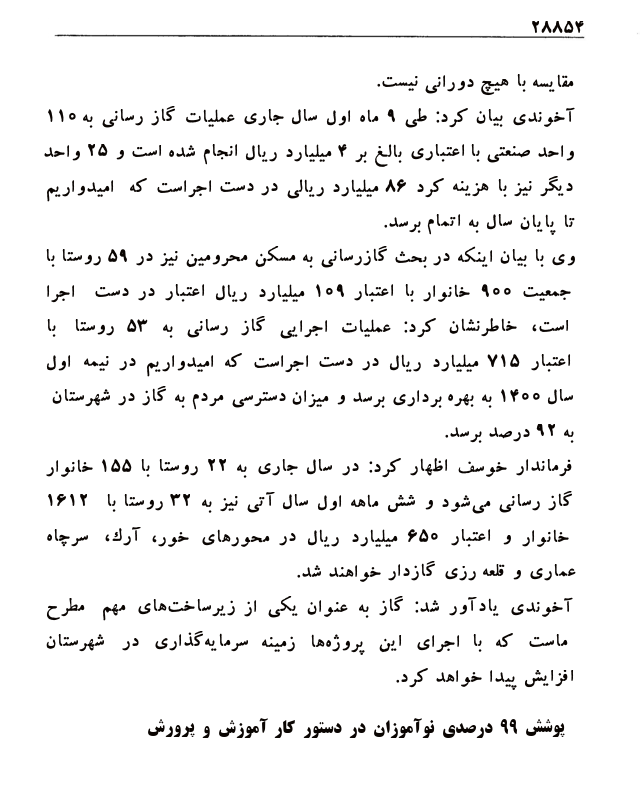 ۲۸۸۵۴
مقایسه با هیچ دورانی نیست.
آخوندی بیان کرد: طی ۹ ماه اول سال جاری عملیات گاز رسانی به ۱۱۰
واحد صنعتی با اعتباری بالغ بر ۴ میلیارد ریال انجام شده است و ۲۵ واحد
دیگر نیز با هزینه کرد ۸۶ میلیارد ریالی در دست اجراست که امیدواریم
تا پایان سال به اتمام برسد.
وی با بیان اینکه در بحث گازرسانی به مسکن محرومین نیز در ۵۹ روستا با
جمعیت ۹۰۰ خانوار با اعتبار ۱۰۹ میلیارد ریال اعتبار در دست اجرا
است، خاطرنشان کرد: عملیات اجرایی گاز رسانی به ۵۳ روستا با
اعتبار ۷۱۵ میلیارد ریال در دست اجراست که امیدواریم در نیمه اول
سال ۱۴۰۰ به بهره برداری برسد و میزان دسترسی مردم به گاز در شهرستان
به ۹۲ درصد برسد.
فرماندار خوسف اظهار کرد: در سال جاری به ۲۲ روستا با ۱۵۵ خانوار
گاز رسانی می‌شود و شش ماهه اول سال آتی نیز به ۳۲ روستا با ۱۶۱۲
خانوار و اعتبار ۶۵۰ میلیارد ریال در محورهای خور، آرک، سرچاه
عماری و قلعه رزی گازدار خواهند شد.
آخوندی یادآور شد: گاز به عنوان یکی از زیرساخت‌های مهم مطرح
ماست که با اجرای این پروژه‌ها زمینه سرمایه‌گذاری در شهرستان
افزایش پیدا خواهد کرد.
پوشش ۹۹ درصدی نوآموزان در دستور کار آموزش و پرورش